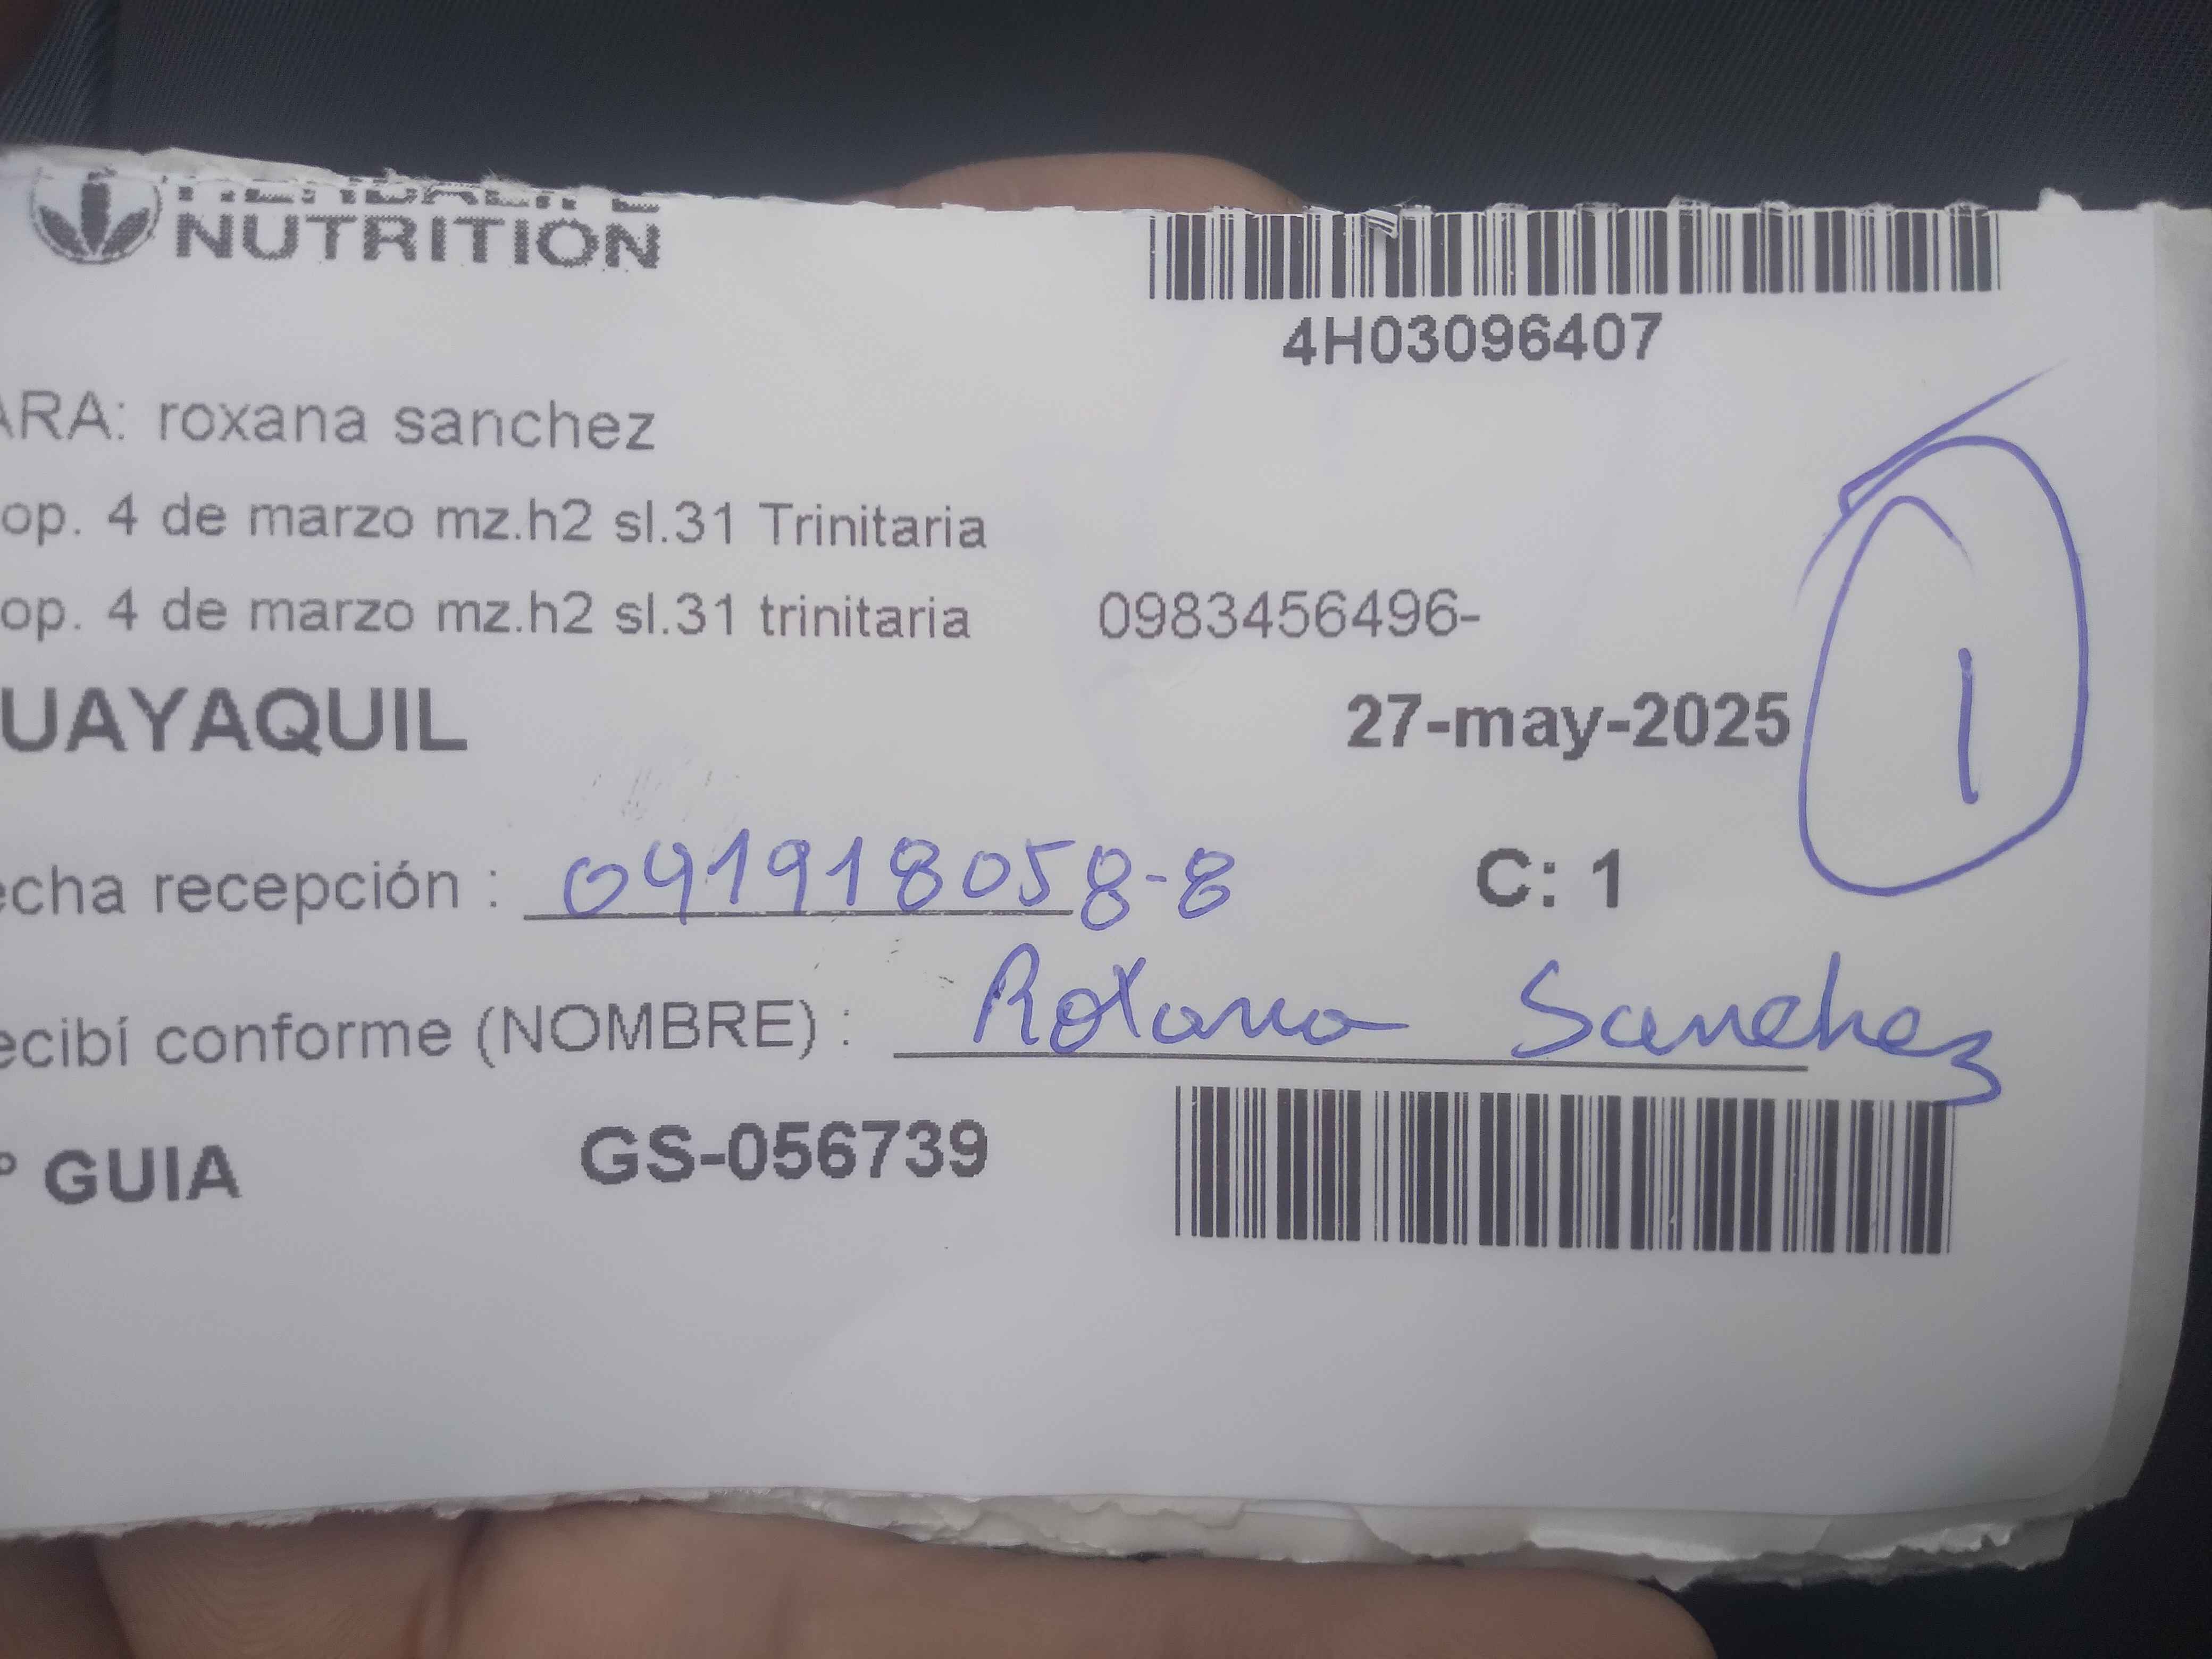 NUTRITION
4H03096407
ARA: roxana sanchez
op. 4 de marzo mz.h2 sl.31 Trinitaria
op. 4 de marzo mz.h2 sl.31 trinitaria 0983456496-
UAYAQUIL
27-may-2025
1
echa recepción : 091918058-8 C: 1
ecibí conforme (NOMBRE) : Roxana Sanchez
° GUIA GS-056739